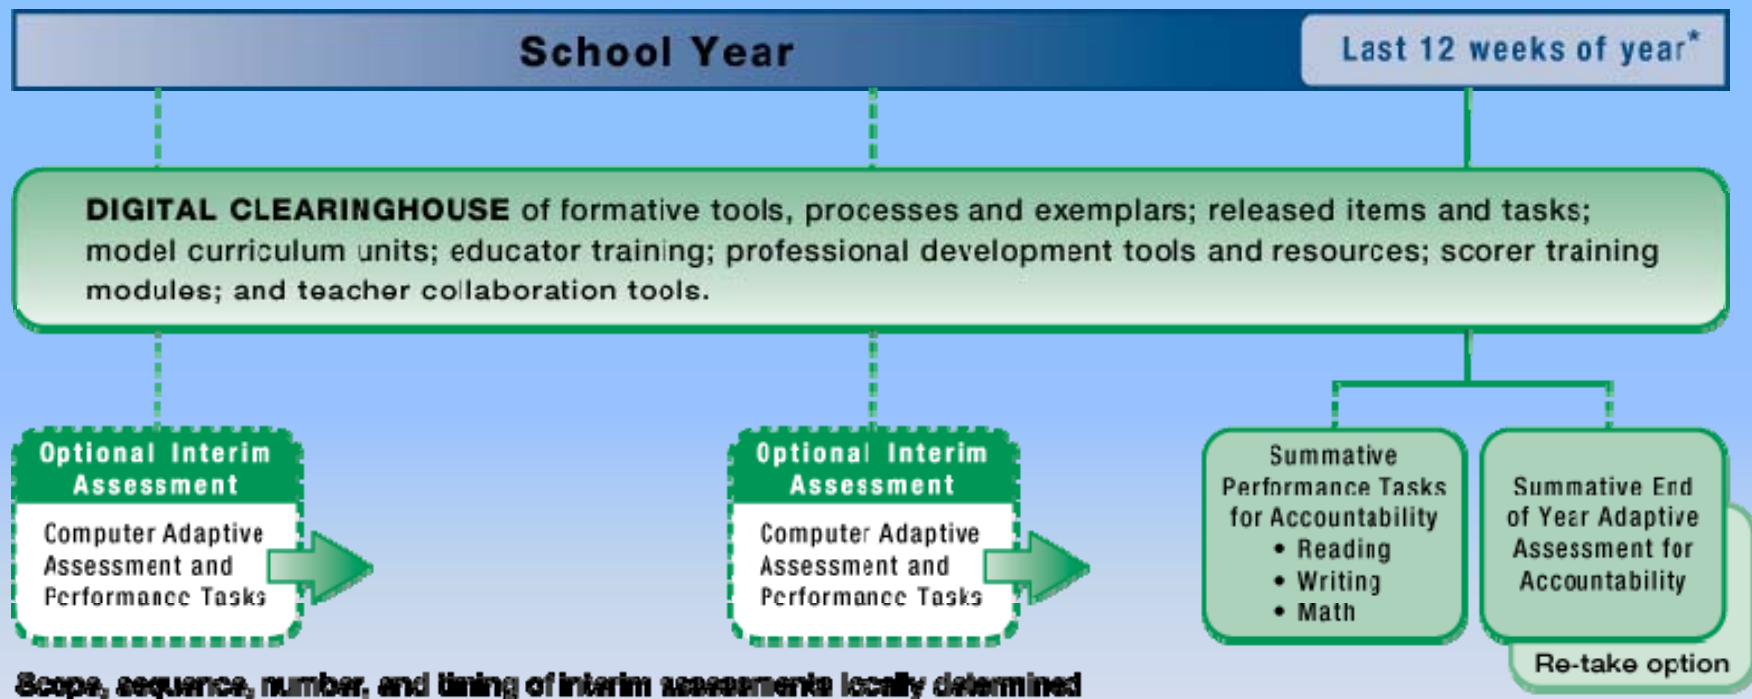 School Year
Last 12 weeks of year*
DIGITAL CLEARINGHOUSE of formative tools, processes and exemplars; released items and tasks;
model curriculum units; educator training; professional development tools and resources; scorer training
modules; and teacher collaboration tools.
Optional Interim
Assessment
Computer Adaptive
Assessment and
Performance Tasks
Optional Interim
Assessment
Computer Adaptive
Assessment and
Performance Tasks
Summative
Performance Tasks
for Accountability
• Reading
• Writing
• Math
Summative End
of Year Adaptive
Assessment for
Accountability
Re-take option
Scope, sequence, number, and timing of interim assessments locally determined